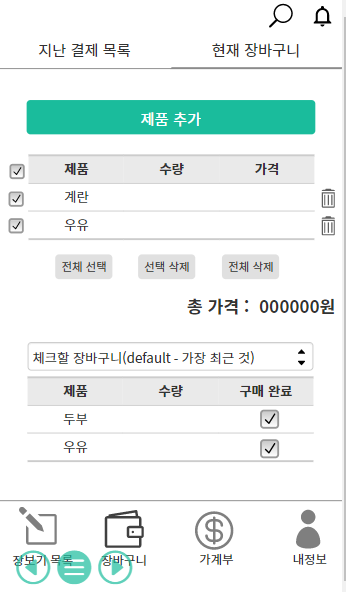 지난 결제 목록 현재 장바구니
제품 추가
제품 수량 가격
계란
우유
전체 선택 선택 삭제 전체 삭제
총 가격 : 000000원
체크할 장바구니(default - 가장 최근 것)
제품 수량 구매 완료
두부
우유
장보기 목록 장바구니 가계부 내정보